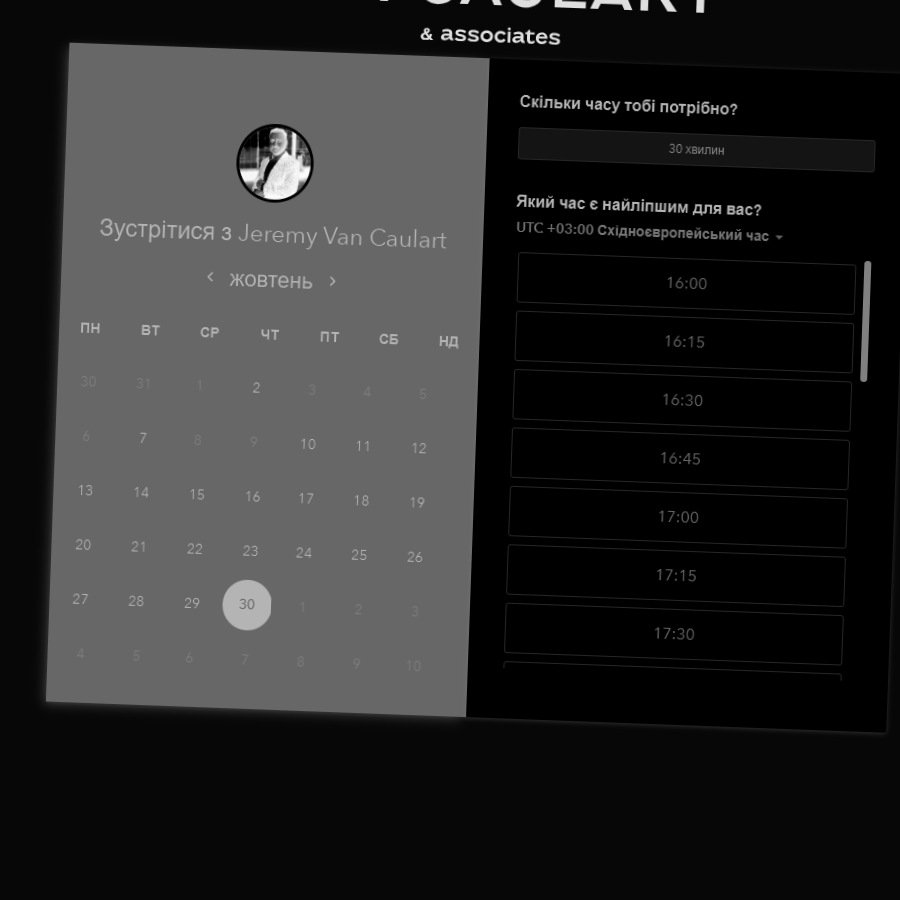 CAULART
& associates
Зустрітися з Jeremy Van Caulart
жовтень
ПН ВТ СР ЧТ ПТ СБ НД
30 31 1 2 3 4 5
6 7 8 9 10 11 12
13 14 15 16 17 18 19
20 21 22 23 24 25 26
27 28 29 30 1 2 3
4 5 6 7 8 9 10
Скільки часу тобі потрібно?
30 хвилин
Який час є найліпшим для вас?
UTC +03:00 Східноєвропейський час
16:00
16:15
16:30
16:45
17:00
17:15
17:30